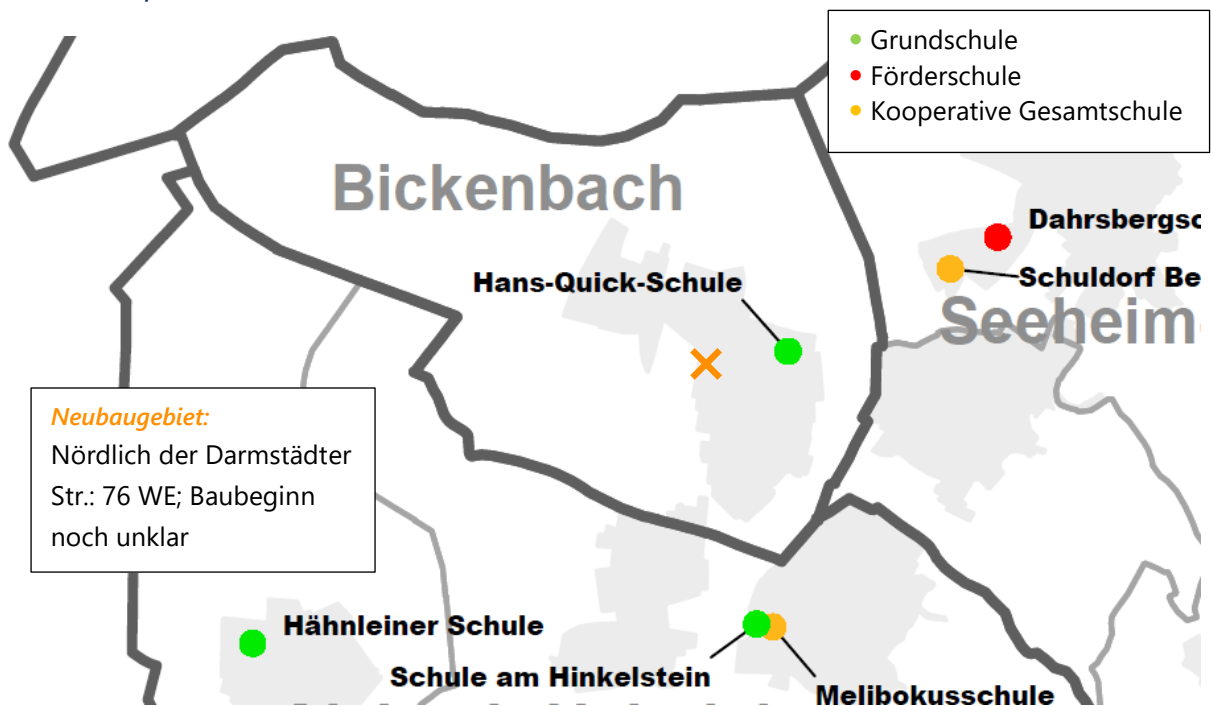 Grundschule
Förderschule
Kooperative Gesamtschule
Bickenbach
Dahrsbergsc
Hans-Quick-Schule
Schuldorf Be
Seeheim
Neubaugebiet:
Nördlich der Darmstädter
Str.: 76 WE; Baubeginn
noch unklar
Hähnleiner Schule
Schule am Hinkelstein
Melibokusschule